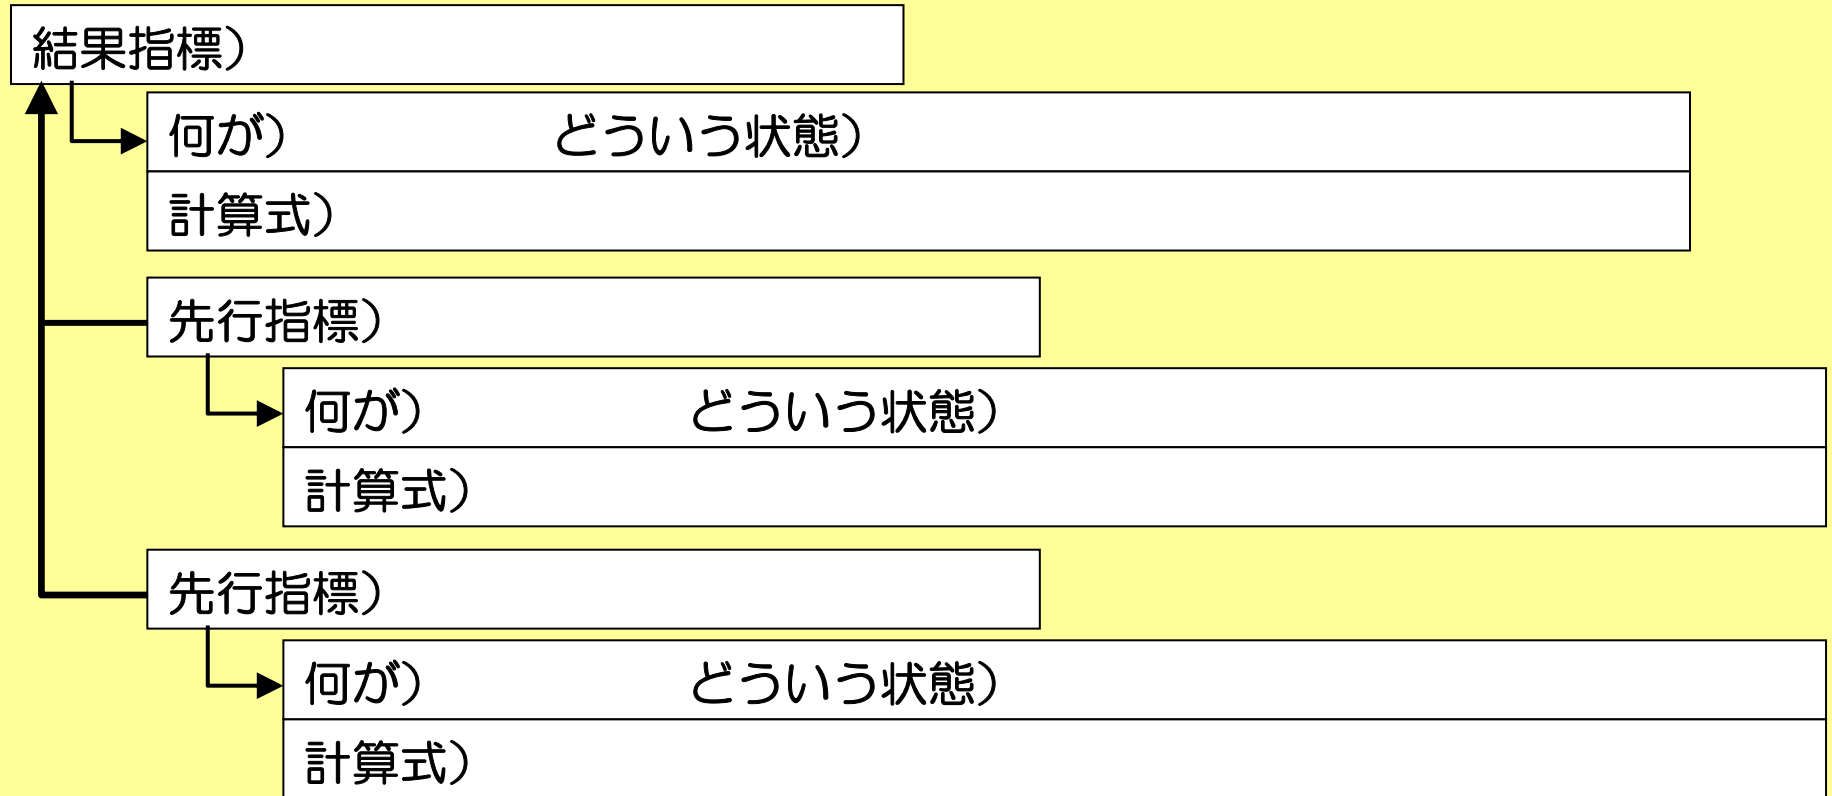 結果指標）
何が）　　　　　どういう状態）
計算式）
先行指標）
何が）　　　　　どういう状態）
計算式）
先行指標）
何が）　　　　　どういう状態）
計算式）